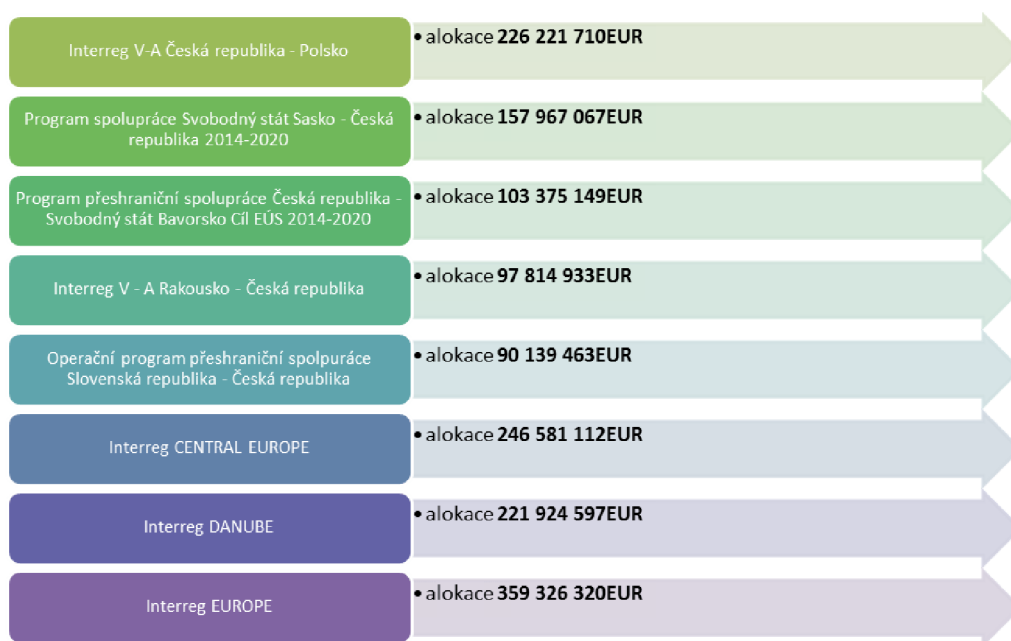 Interreg V-A Česká republika - Polsko
• alokace 226 221 710EUR
Program spolupráce Svobodný stát Sasko - Česká
republika 2014-2020
• alokace 157 967 067EUR
Program přeshraniční spolupráce Česká republika -
Svobodný stát Bavorsko Cíl EÚS 2014-2020
• alokace 103 375 149EUR
Interreg V - A Rakousko - Česká republika
• alokace 97 814 933EUR
Operační program přeshraniční spolpuráce
Slovenská republika - Česká republika
• alokace 90 139 463EUR
Interreg CENTRAL EUROPE
• alokace 246 581 112EUR
Interreg DANUBE
• alokace 221 924 597EUR
Interreg EUROPE
• alokace 359 326 320EUR